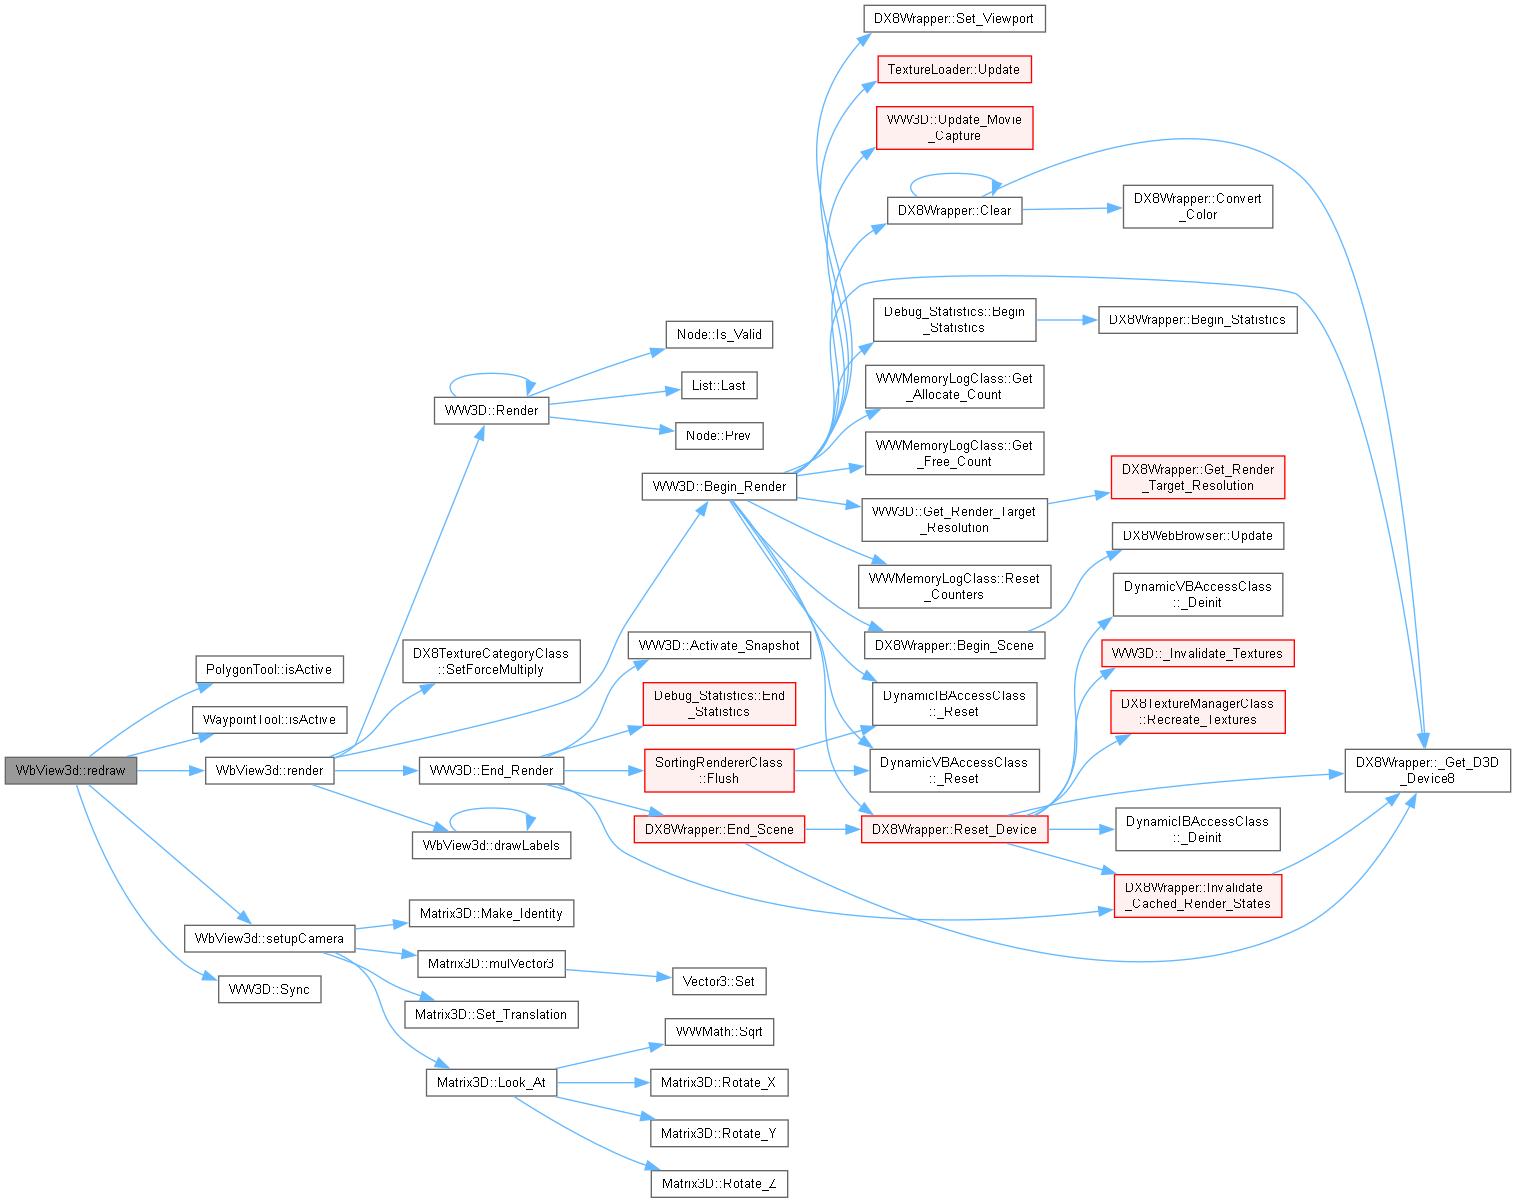 DX8Wrapper::Set_Viewport
TextureLoader::Update
WW3D::Update_Movie
_Capture
DX8Wrapper::Clear
DX8Wrapper::Convert
_Color
Debug_Statistics::Begin
_Statistics
DX8Wrapper::Begin_Statistics
Node::Is_Valid
List::Last
WW3D::Render
Node::Prev
WWMemoryLogClass::Get
_Allocate_Count
WWMemoryLogClass::Get
_Free_Count
WW3D::Begin_Render
DX8Wrapper::Get_Render
_Target_Resolution
WW3D::Get_Render_Target
_Resolution
DX8WebBrowser::Update
WWMemoryLogClass::Reset
_Counters
DynamicVBAccessClass
::_Deinit
DX8Wrapper::Begin_Scene
WW3D::Activate_Snapshot
WW3D::_Invalidate_Textures
DX8TextureCategoryClass
::SetForceMultiply
PolygonTool::isActive
Debug_Statistics::End
_Statistics
DynamicIBAccessClass
::_Reset
DX8TextureManagerClass
::Recreate_Textures
WaypointTool::isActive
WbView3d::redraw
WbView3d::render
WW3D::End_Render
SortingRendererClass
::Flush
DynamicVBAccessClass
::_Reset
DX8Wrapper::_Get_D3D
_Device8
WbView3d::drawLabels
DX8Wrapper::End_Scene
DX8Wrapper::Reset_Device
DynamicIBAccessClass
::_Deinit
DX8Wrapper::Invalidate
_Cached_Render_States
Matrix3D::Make_Identity
WbView3d::setupCamera
Matrix3D::mulVector3
Vector3::Set
WW3D::Sync
Matrix3D::Set_Translation
WWMath::Sqrt
Matrix3D::Look_At
Matrix3D::Rotate_X
Matrix3D::Rotate_Y
Matrix3D::Rotate_Z